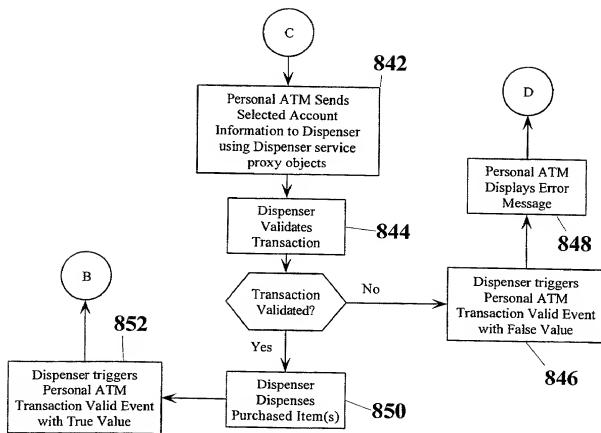 C
842
Personal ATM Sends
Selected Account
Information to Dispenser
using Dispenser service
proxy objects
D
Personal ATM
Displays Error
Message
848
Dispenser
Validates
Transaction
844
B
Transaction
Validated?
No
Dispenser triggers
Personal ATM
Transaction Valid Event
with False Value
846
852
Yes
Dispenser triggers
Personal ATM
Transaction Valid Event
with True Value
Dispenser
Dispenses
Purchased Item(s)
850